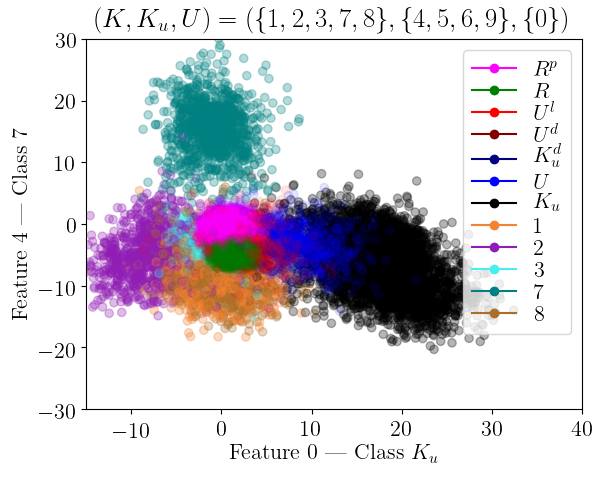 (K, K_u, U) = ({1, 2, 3, 7, 8}, {4, 5, 6, 9}, {0})
Feature 4 — Class 7
30
20
10
0
−10
−20
−30
R^p
R
U^l
U^d
K_u^d
U
K_u
1
2
3
7
8
−10 0 10 20 30 40
Feature 0 — Class K_u